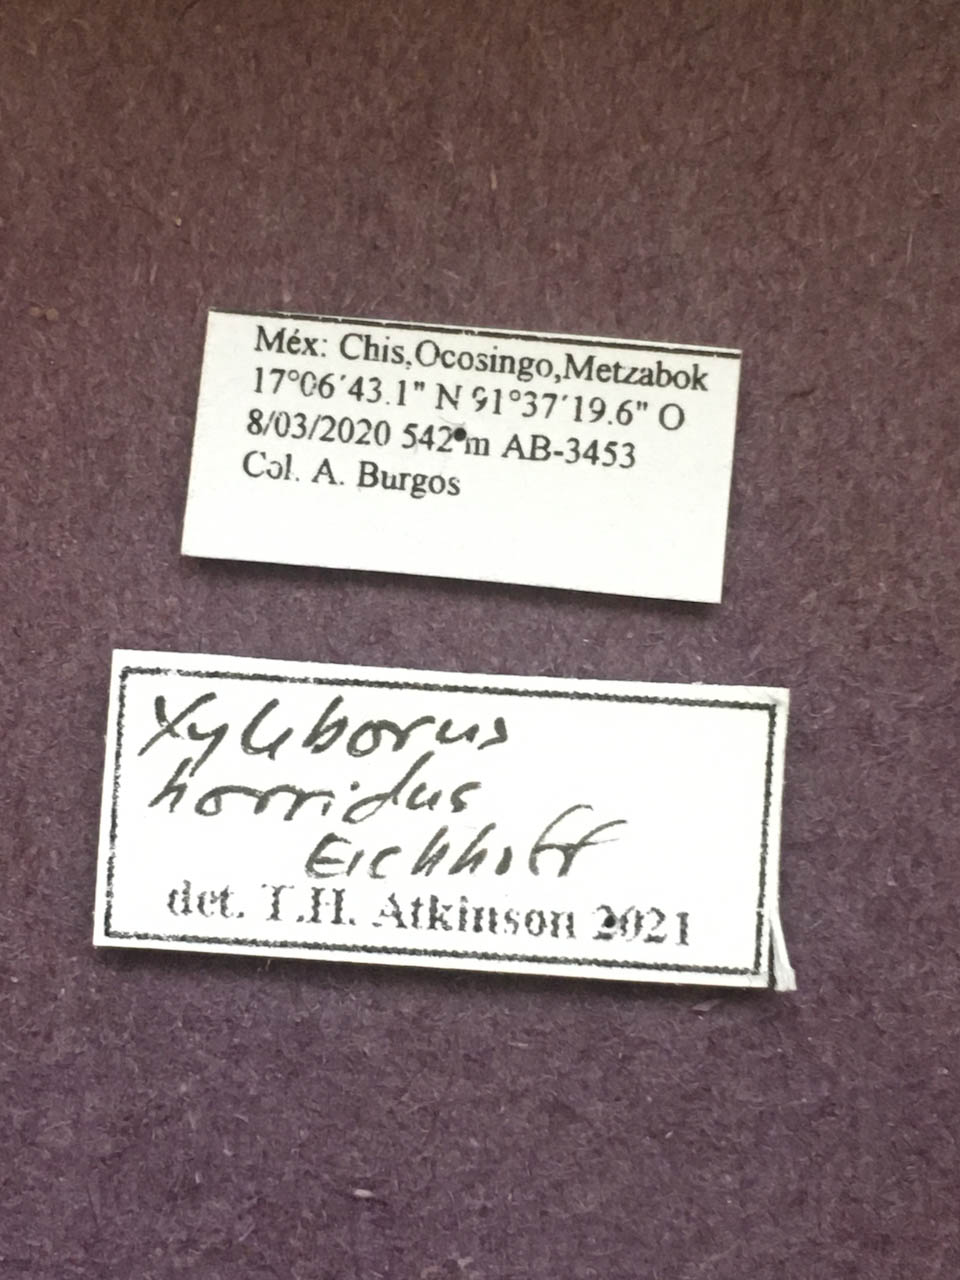 Méx: Chis,Ocosingo,Metzabok
17°06´43.1" N 91°37´19.6" O
8/03/2020 542 m AB-3453
Col. A. Burgos
Xyleborus
horridus
Eichhoff
det. T.H. Atkinson 2021